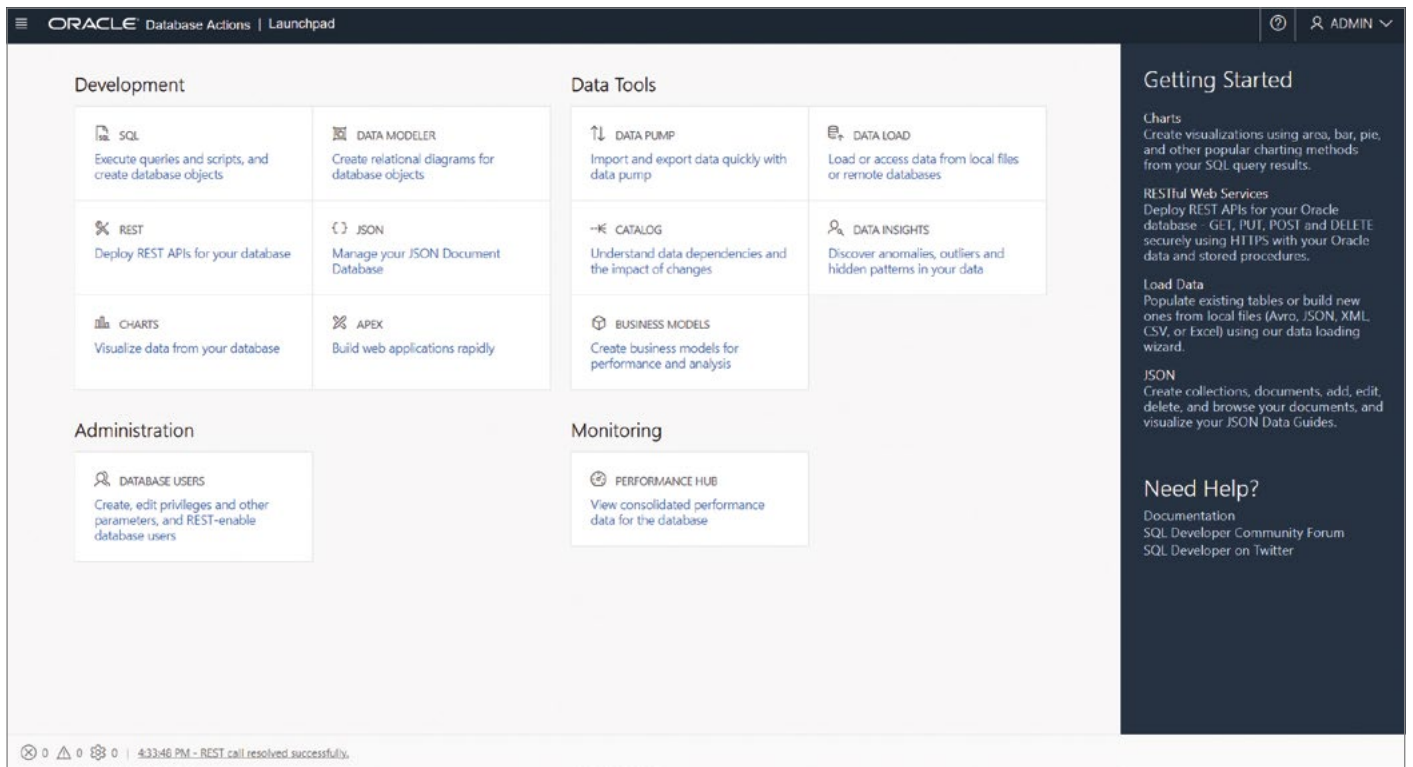 ORACLE Database Actions | Launchpad
ADMIN
Development
SQL
Execute queries and scripts, and
create database objects
DATA MODELER
Create relational diagrams for
database objects
REST
Deploy REST APIs for your database
JSON
Manage your JSON Document
Database
CHARTS
Visualize data from your database
APEX
Build web applications rapidly
Data Tools
DATA PUMP
Import and export data quickly with
data pump
DATA LOAD
Load or access data from local files
or remote databases
CATALOG
Understand data dependencies and
the impact of changes
DATA INSIGHTS
Discover anomalies, outliers and
hidden patterns in your data
BUSINESS MODELS
Create business models for
performance and analysis
Administration
DATABASE USERS
Create, edit privileges and other
parameters, and REST-enable
database users
Monitoring
PERFORMANCE HUB
View consolidated performance
data for the database
Getting Started
Charts
Create visualizations using area, bar, pie,
and other popular charting methods
from your SQL query results.
RESTful Web Services
Deploy REST APIs for your Oracle
database - GET, PUT, POST and DELETE
securely using HTTPS with your Oracle
data and stored procedures.
Load Data
Populate existing tables or build new
ones from local files (Avro, JSON, XML,
CSV, or Excel) using our data loading
wizard.
JSON
Create collections, documents, add, edit,
delete, and browse your documents, and
visualize your JSON Data Guides.
Need Help?
Documentation
SQL Developer Community Forum
SQL Developer on Twitter
0 0 0 | 4:33:48 PM - REST call resolved successfully.